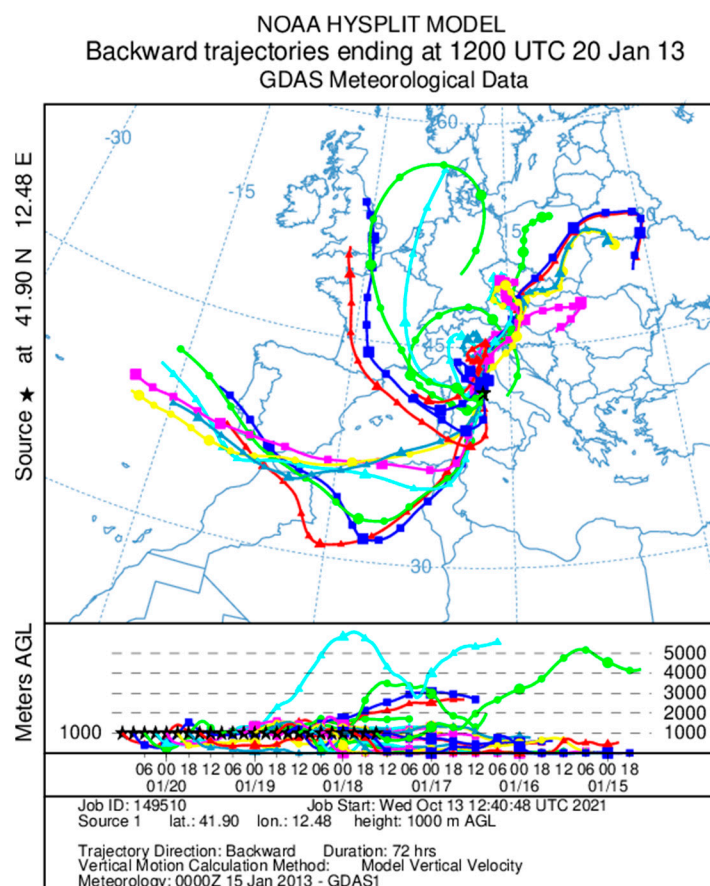 NOAA HYSPLIT MODEL
Backward trajectories ending at 1200 UTC 20 Jan 13
GDAS Meteorological Data
Source ★ at 41.90 N 12.48 E
-30
-15
60
15
45
30
Meters AGL
5000
4000
3000
2000
1000 1000
06 00 18 12 06 00 18 12 06 00 18 12 06 00 18 12 06 00 18 12 06 00 18
01/20 01/19 01/18 01/17 01/16 01/15
Job ID: 149510 Job Start: Wed Oct 13 12:40:48 UTC 2021
Source 1 lat.: 41.90 lon.: 12.48 height: 1000 m AGL
Trajectory Direction: Backward Duration: 72 hrs
Vertical Motion Calculation Method: Model Vertical Velocity
Meteorology: 0000Z 15 Jan 2013 - GDAS1